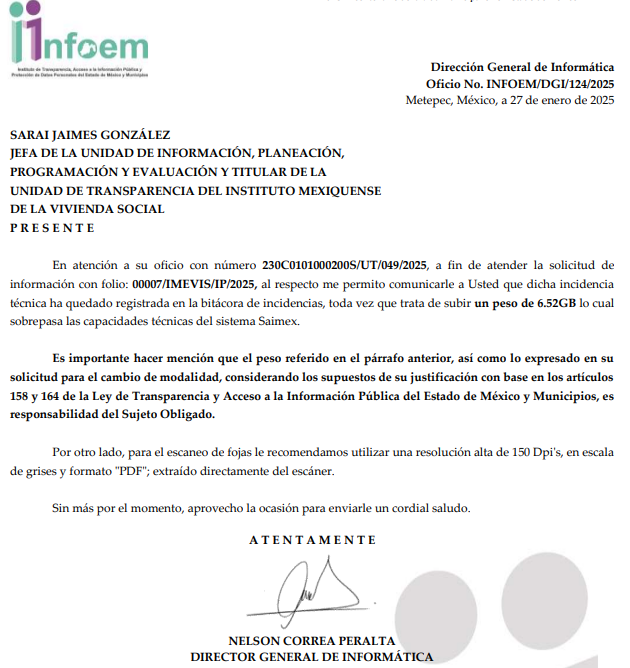 infoem
Instituto de Transparencia, Acceso a la Información Pública y
Protección de Datos Personales del Estado de México y Municipios
Dirección General de Informática
Oficio No. INFOEM/DGI/124/2025
Metepec, México, a 27 de enero de 2025
SARAI JAIMES GONZÁLEZ
JEFA DE LA UNIDAD DE INFORMACIÓN, PLANEACIÓN,
PROGRAMACIÓN Y EVALUACIÓN Y TITULAR DE LA
UNIDAD DE TRANSPARENCIA DEL INSTITUTO MEXIQUENSE
DE LA VIVIENDA SOCIAL
P R E S E N T E
En atención a su oficio con número 230C0101000200S/UT/049/2025, a fin de atender la solicitud de
información con folio: 00007/IMEVIS/IP/2025, al respecto me permito comunicarle a Usted que dicha incidencia
técnica ha quedado registrada en la bitácora de incidencias, toda vez que trata de subir un peso de 6.52GB lo cual
sobrepasa las capacidades técnicas del sistema Saimex.
Es importante hacer mención que el peso referido en el párrafo anterior, así como lo expresado en su
solicitud para el cambio de modalidad, considerando los supuestos de su justificación con base en los artículos
158 y 164 de la Ley de Transparencia y Acceso a la Información Pública del Estado de México y Municipios, es
responsabilidad del Sujeto Obligado.
Por otro lado, para el escaneo de fojas le recomendamos utilizar una resolución alta de 150 Dpi's, en escala
de grises y formato "PDF"; extraído directamente del escáner.
Sin más por el momento, aprovecho la ocasión para enviarle un cordial saludo.
A T E N T A M E N T E
NELSON CORREA PERALTA
DIRECTOR GENERAL DE INFORMÁTICA